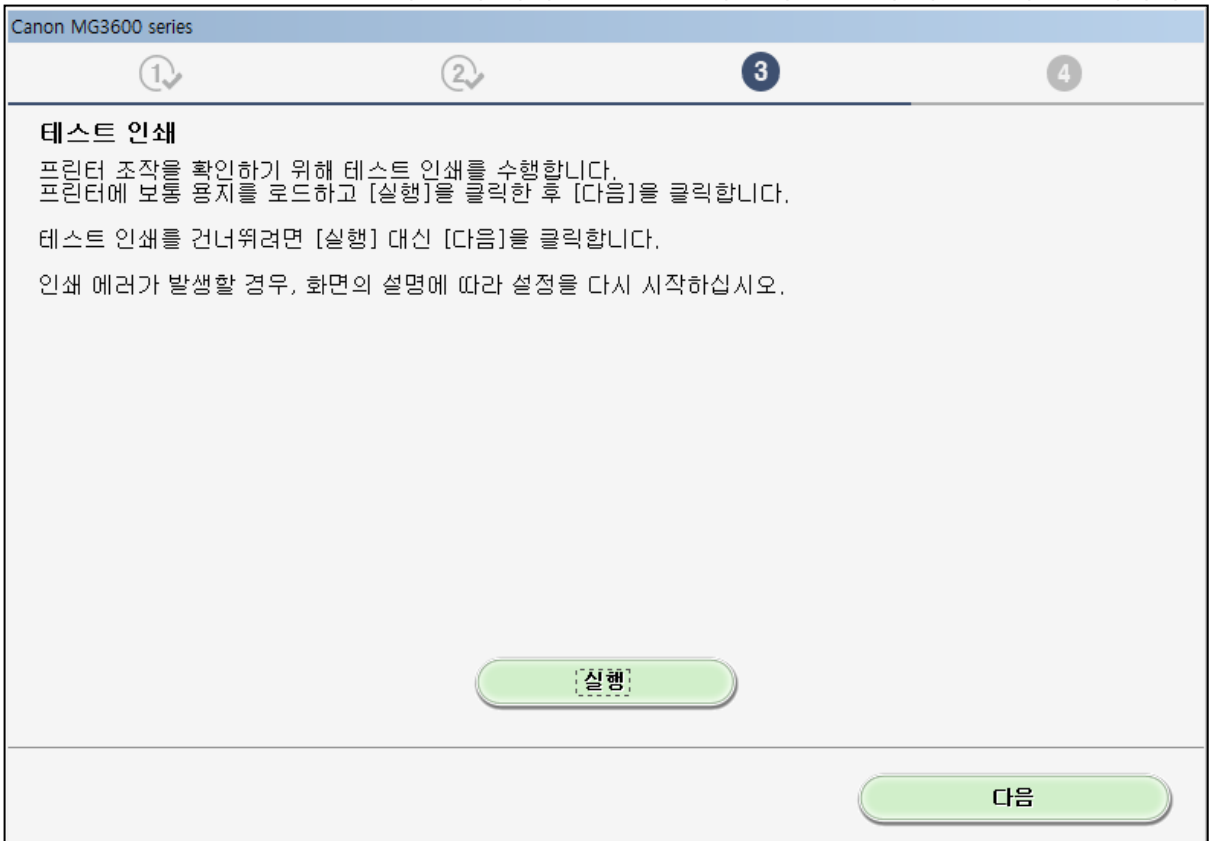 Canon MG3600 series
1 2 3 4
테스트 인쇄
프린터 조작을 확인하기 위해 테스트 인쇄를 수행합니다.
프린터에 보통 용지를 로드하고 [실행]을 클릭한 후 [다음]을 클릭합니다.
테스트 인쇄를 건너뛰려면 [실행] 대신 [다음]을 클릭합니다.
인쇄 에러가 발생할 경우, 화면의 설명에 따라 설정을 다시 시작하십시오.
실행
다음